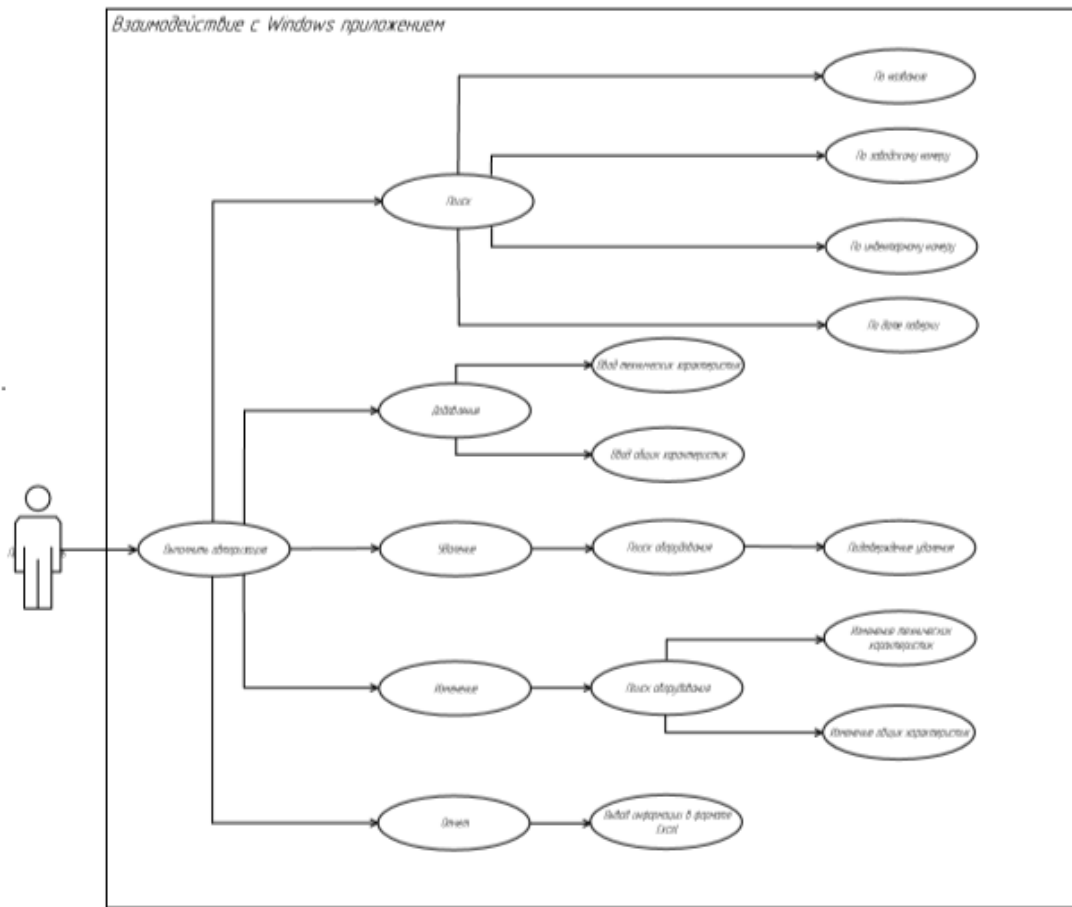 Взаимодействие с Windows приложением
По название
По заводскому номеру
Поиск
По инвентарному номеру
По дате поверки
Ввод технических характеристик
Добавления
Ввод общих характеристик
Выполнить авторизацию
Удаление
Поиск оборудования
Подтверждение удаления
Изменение технических
характеристик
Изменение
Поиск оборудования
Изменение общих характеристик
Отчет
Вывод информации в формате
Excel